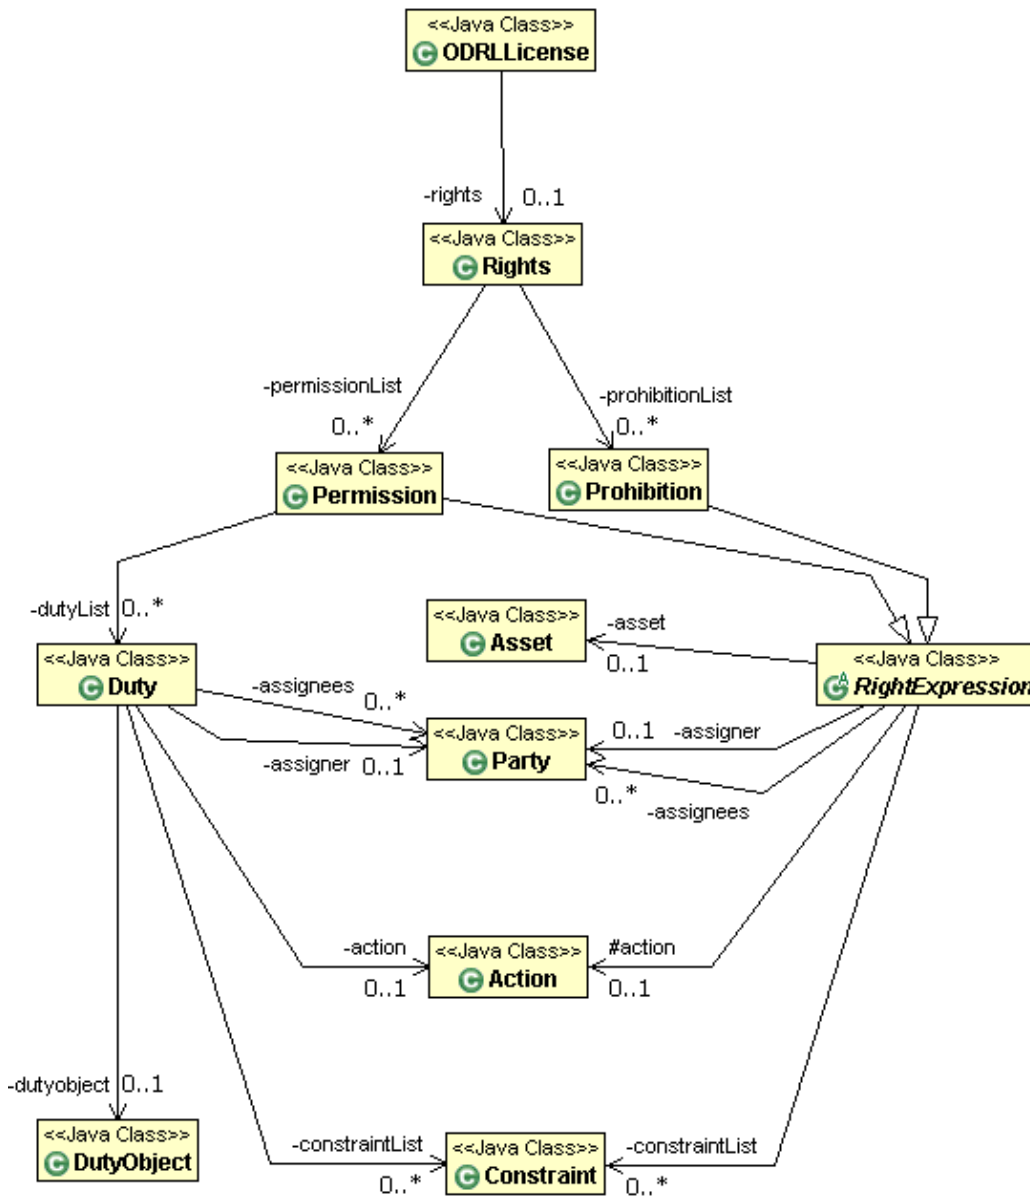 <<Java Class>>
C ODRLLicense
-rights 0..1
<<Java Class>>
C Rights
-permissionList
0..*
-prohibitionList
0..*
<<Java Class>>
C Permission
<<Java Class>>
C Prohibition
-dutyList 0..*
<<Java Class>>
C Asset
-asset
0..1
<<Java Class>>
C Duty
<<Java Class>>
CA RightExpression
-assignees
0..*
<<Java Class>>
C Party
-assigner 0..1
0..1 -assigner
0..*
-assignees
-action
0..1
<<Java Class>>
C Action
#action
0..1
-dutyobject 0..1
<<Java Class>>
C DutyObject
-constraintList
0..*
<<Java Class>>
C Constraint
-constraintList
0..*